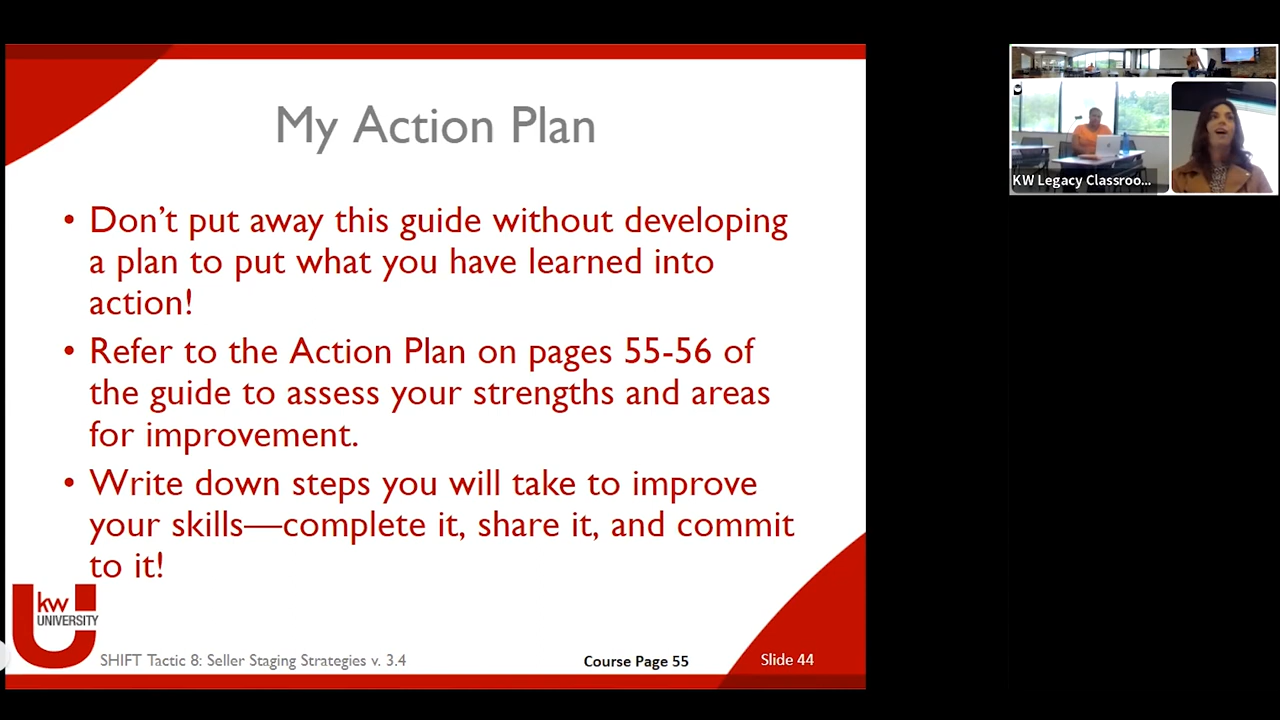 My Action Plan
• Don't put away this guide without developing
a plan to put what you have learned into
action!
• Refer to the Action Plan on pages 55-56 of
the guide to assess your strengths and areas
for improvement.
• Write down steps you will take to improve
your skills—complete it, share it, and commit
to it!
kw
UNIVERSITY
SHIFT Tactic 8: Seller Staging Strategies v. 3.4
Course Page 55
Slide 44
KW Legacy Classroo...